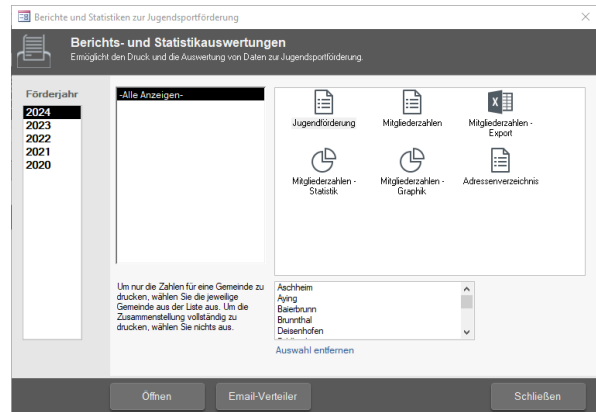 Berichte und Statistiken zur Jugendsportförderung
Berichts- und Statistikauswertungen
Ermöglicht den Druck und die Auswertung von Daten zur Jugendsportförderung.
Förderjahr
2024
2023
2022
2021
2020
-Alle Anzeigen-
Jugendförderung
Mitgliederzahlen
Mitgliederzahlen -
Export
Mitgliederzahlen -
Statistik
Mitgliederzahlen -
Graphik
Adressenverzeichnis
Um nur die Zahlen für eine Gemeinde zu
drucken, wählen Sie die jeweilige
Gemeinde aus der Liste aus. Um die
Zusammenstellung vollständig zu
drucken, wählen Sie nichts aus.
Aschheim
Aying
Baierbrunn
Brunnthal
Deisenhofen
Auswahl entfernen
Öffnen
Email-Verteiler
Schließen